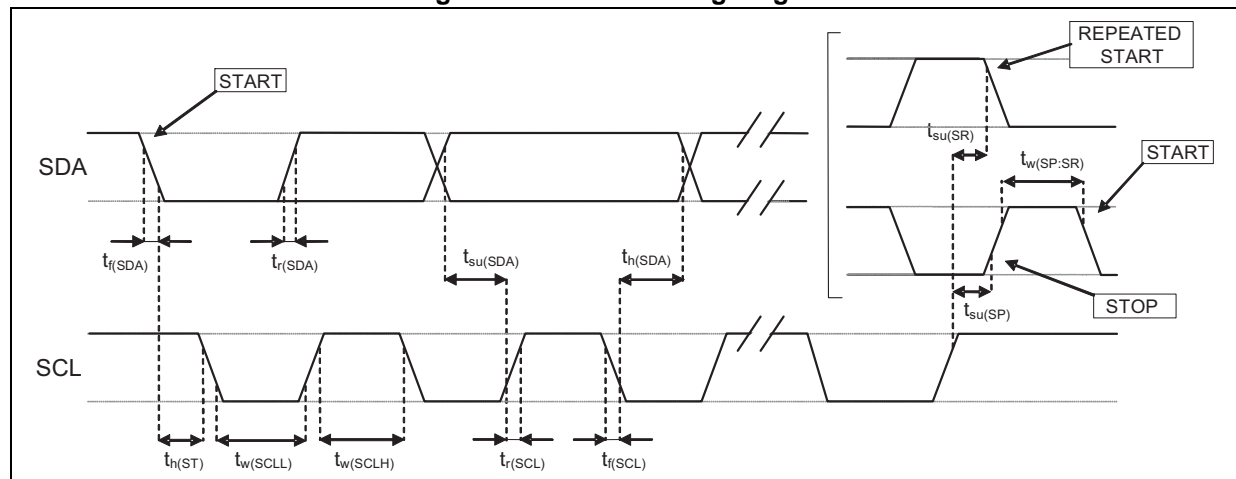 REPEATED
START
START
t_su(SR)
t_w(SP:SR)
START
SDA
t_f(SDA)
t_r(SDA)
t_su(SDA)
t_h(SDA)
t_su(SP)
STOP
SCL
t_h(ST)
t_w(SCLL)
t_w(SCLH)
t_r(SCL)
t_f(SCL)